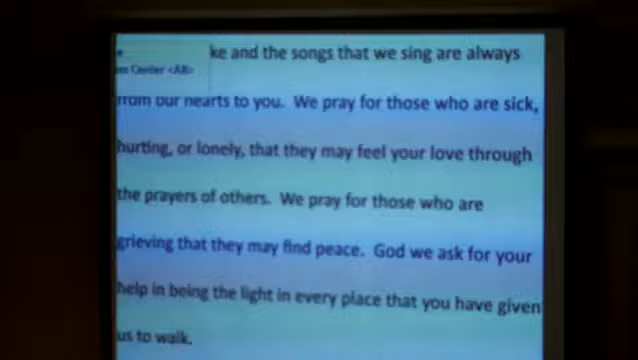 ke and the songs that we sing are always
from our hearts to you. We pray for those who are sick,
hurting, or lonely, that they may feel your love through
the prayers of others. We pray for those who are
grieving that they may find peace. God we ask for your
help in being the light in every place that you have given
us to walk.